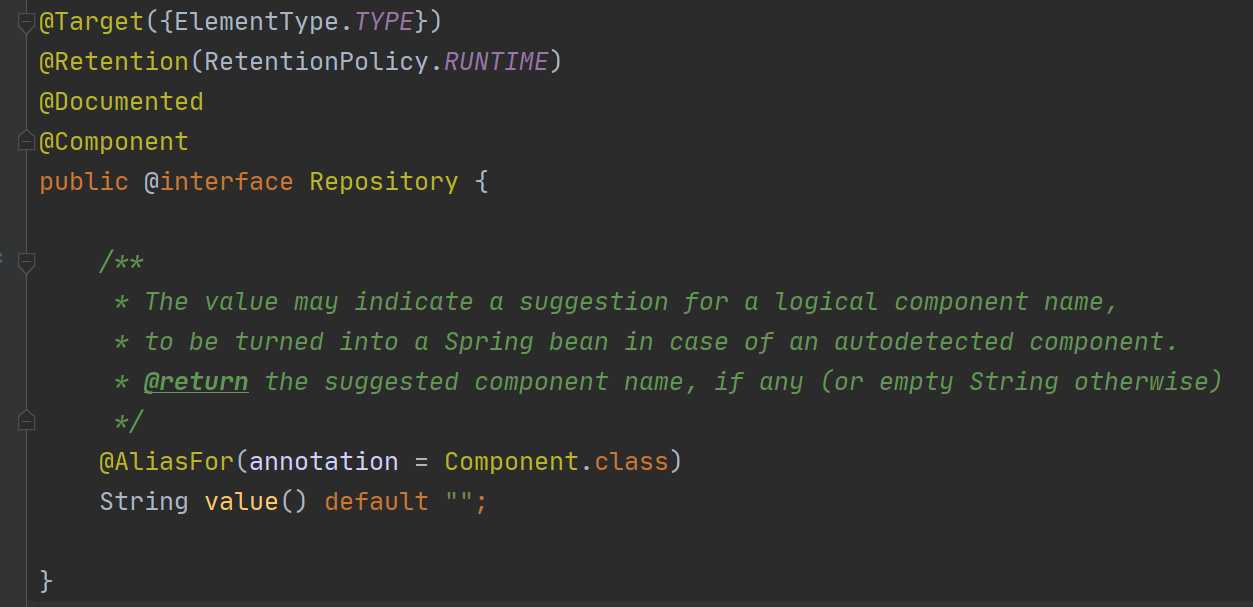 @Target({ElementType.TYPE})
@Retention(RetentionPolicy.RUNTIME)
@Documented
@Component
public @interface Repository {
/**
* The value may indicate a suggestion for a logical component name,
* to be turned into a Spring bean in case of an autodetected component.
* @return the suggested component name, if any (or empty String otherwise)
*/
@AliasFor(annotation = Component.class)
String value() default "";
}